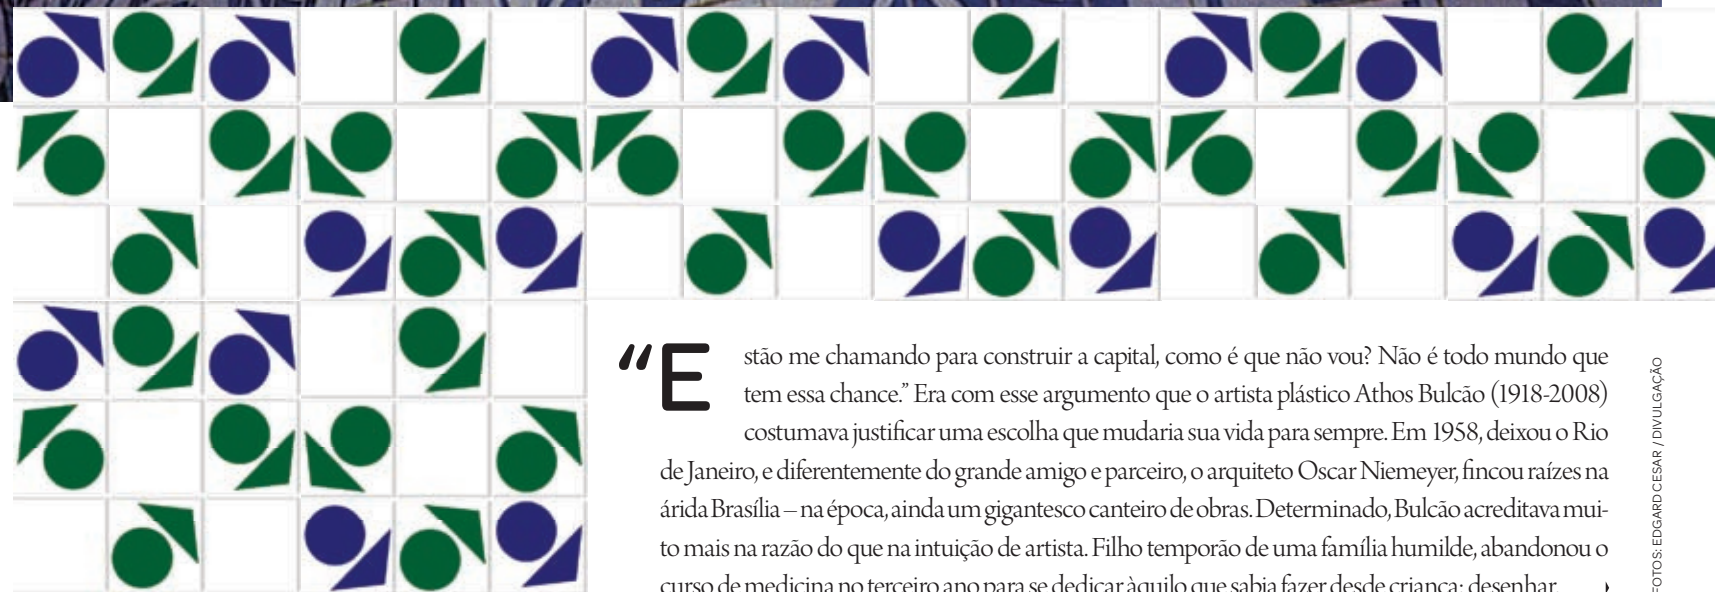 “Estão me chamando para construir a capital, como é que não vou? Não é todo mundo que
tem essa chance.” Era com esse argumento que o artista plástico Athos Bulcão (1918-2008)
costumava justificar uma escolha que mudaria sua vida para sempre. Em 1958, deixou o Rio
de Janeiro, e diferentemente do grande amigo e parceiro, o arquiteto Oscar Niemeyer, fincou raízes na
árida Brasília – na época, ainda um gigantesco canteiro de obras. Determinado, Bulcão acreditava mui-
to mais na razão do que na intuição de artista. Filho temporão de uma família humilde, abandonou o
curso de medicina no terceiro ano para se dedicar àquilo que sabia fazer desde criança: desenhar.
FOTOS: EDGARD CESAR / DIVULGAÇÃO